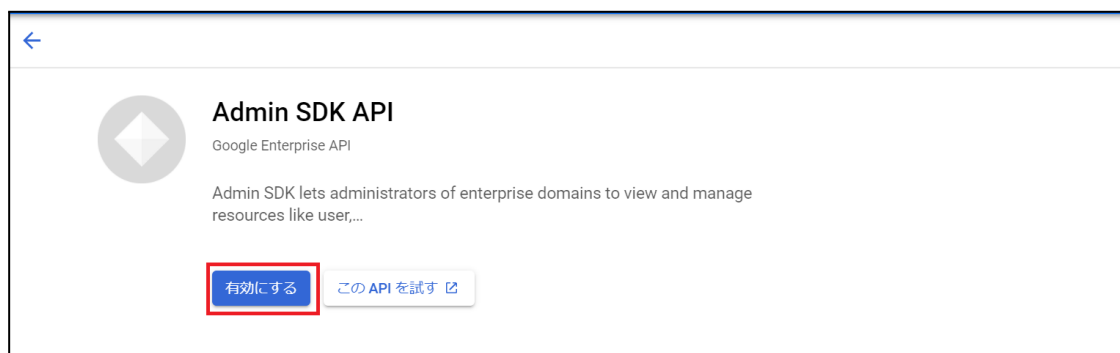 Admin SDK API
Google Enterprise API
Admin SDK lets administrators of enterprise domains to view and manage
resources like user,...
有効にする
この API を試す